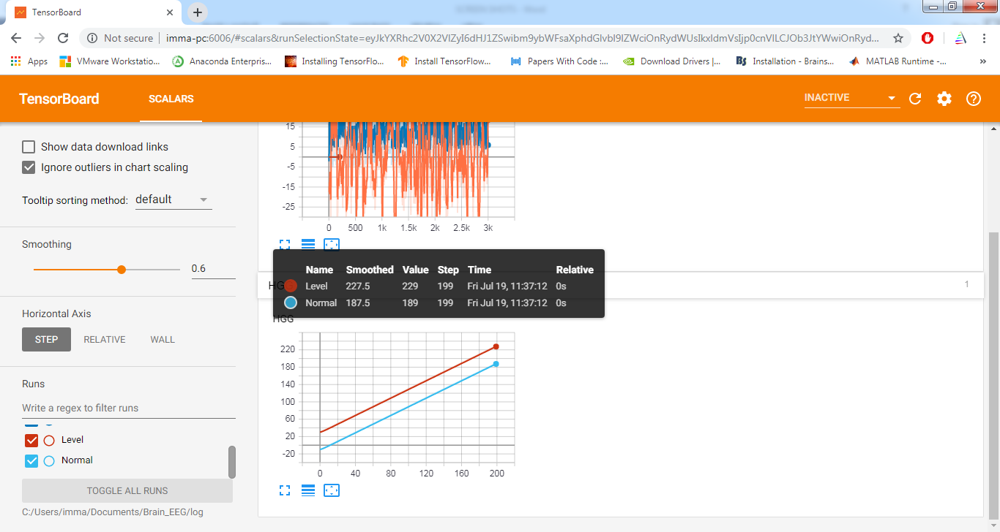 TensorBoard
Not secure | imma-pc:6006/#scalars&runSelectionState=
Apps VMware Workstatio... Anaconda Enterpris... Installing TensorFlo... Install TensorFlow... Papers With Code :... Download Drivers |... Installation - Brains... MATLAB Runtime -... »
TensorBoard SCALARS INACTIVE
Show data download links
Ignore outliers in chart scaling
Tooltip sorting method: default
Smoothing
0.6
Horizontal Axis
STEP RELATIVE WALL
Runs
Write a regex to filter runs
Level
Normal
TOGGLE ALL RUNS
C:/Users/imma/Documents/Brain_EEG/log
15
5
-5
-15
-25
0 500 1k 1.5k 2k 2.5k 3k
1
Name Smoothed Value Step Time Relative
Level 227.5 229 199 Fri Jul 19, 11:37:12 0s
Normal 187.5 189 199 Fri Jul 19, 11:37:12 0s
HGG
220
180
140
100
60
20
-20
0 40 80 120 160 200